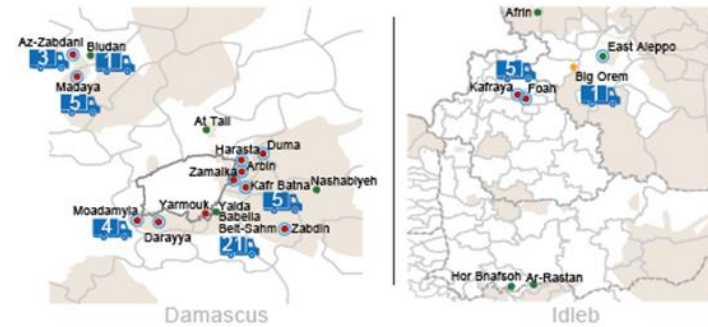 Az-Zabdani
Bludan
3
1
Madaya
5
At Tall
Duma
Harasta
Arbin
Zamalka
Kafr Batna
Nashabiyeh
5
Yarmouk
Yalda
Babella
Beit-Sahm
Zabdin
21
Moadamyia
4
Darayya
Damascus
Afrin
East Aleppo
5
Big Orem
1
Kafraya
Foah
Hor Bnafsoh
Ar-Rastan
Idleb